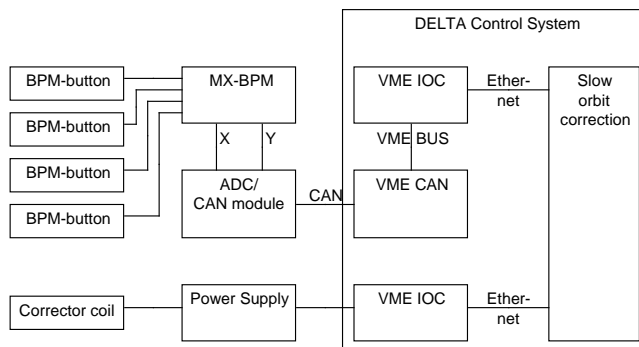 DELTA Control System
BPM-button
MX-BPM
VME IOC
Ether-
net
Slow
orbit
correction
BPM-button
X
Y
VME BUS
BPM-button
ADC/
CAN module
CAN
VME CAN
BPM-button
Corrector coil
Power Supply
VME IOC
Ether-
net